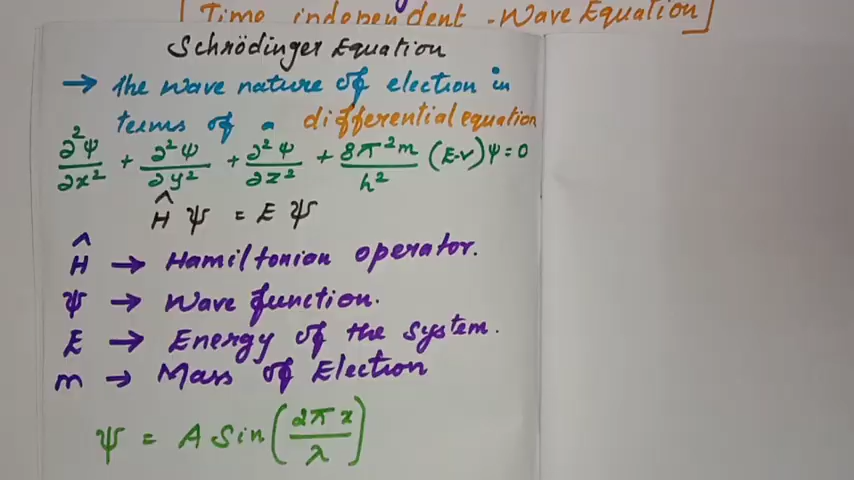 [Time independent - Wave Equation]
Schrödinger Equation
→ the wave nature of election in
terms of a differential equation
∂²Ψ/∂x² + ∂²Ψ/∂y² + ∂²Ψ/∂z² + 8π²m/h² (E-V)Ψ = 0
Ĥ Ψ = E Ψ
Ĥ → Hamiltonian operator.
Ψ → Wave function.
E → Energy of the system.
m → Mass of Election
Ψ = A Sin(2πx/λ)